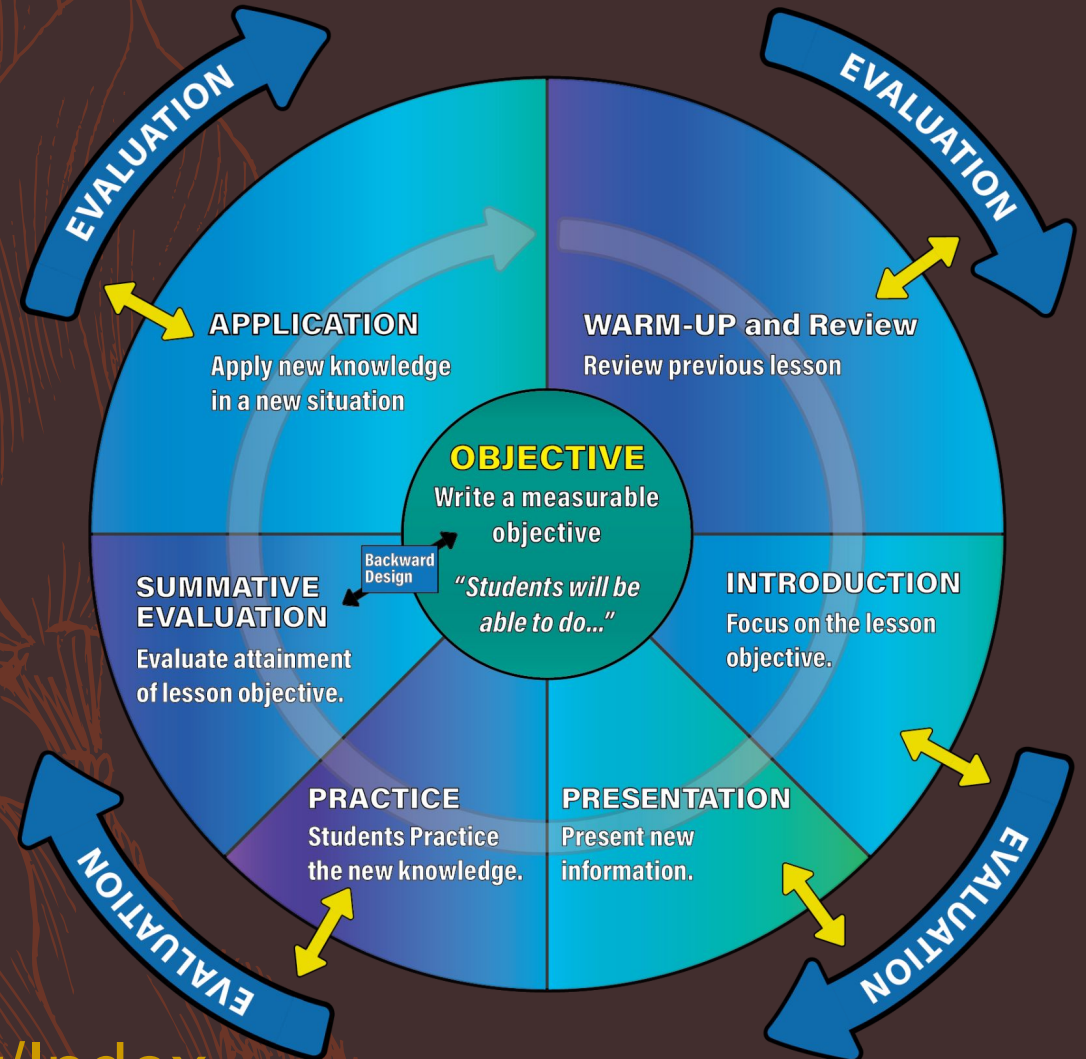 EVALUATION
EVALUATION
APPLICATION
Apply new knowledge
in a new situation
WARM-UP and Review
Review previous lesson
OBJECTIVE
Write a measurable
objective
“Students will be
able to do...”
Backward
Design
SUMMATIVE
EVALUATION
Evaluate attainment
of lesson objective.
INTRODUCTION
Focus on the lesson
objective.
PRACTICE
Students Practice
the new knowledge.
PRESENTATION
Present new
information.
EVALUATION
EVALUATION
/Index